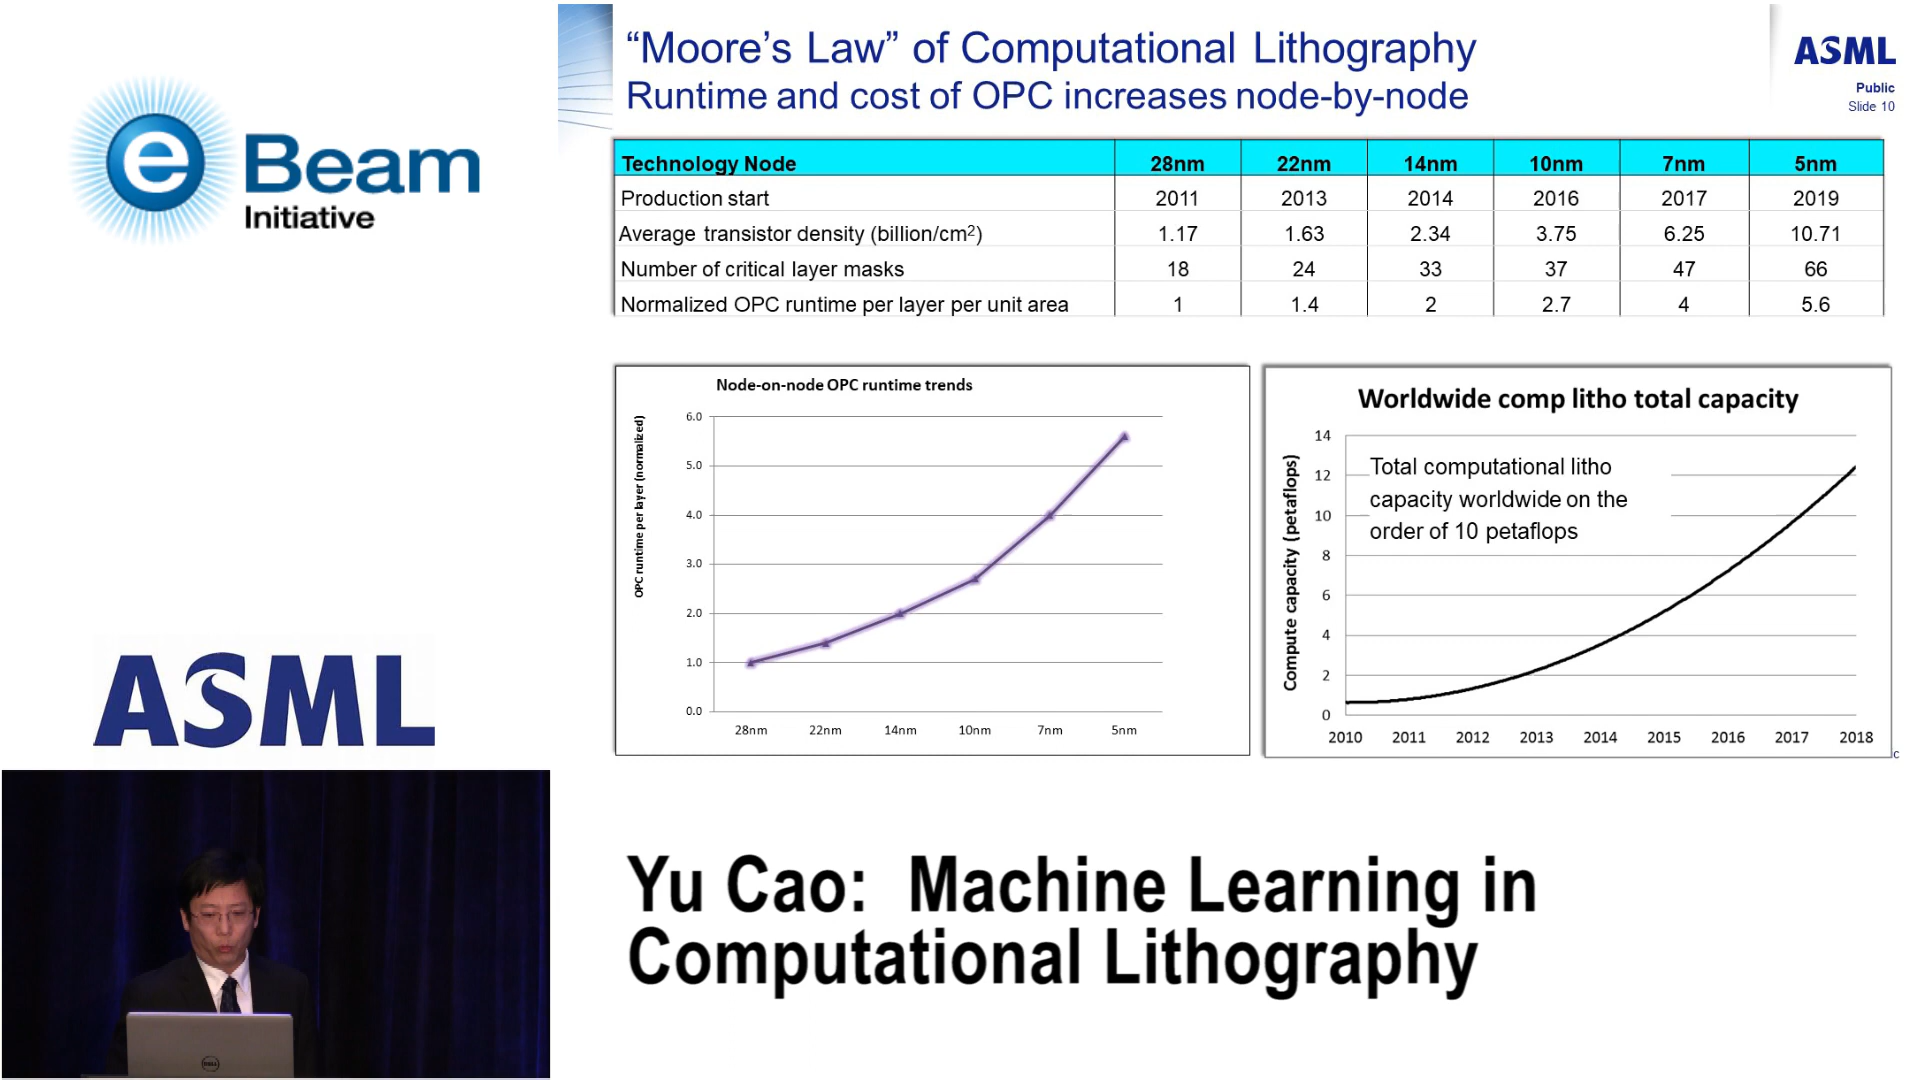 e Beam
Initiative
ASML
“Moore’s Law” of Computational Lithography
Runtime and cost of OPC increases node-by-node
ASML
Public
Slide 10
Technology Node 28nm 22nm 14nm 10nm 7nm 5nm
Production start 2011 2013 2014 2016 2017 2019
Average transistor density (billion/cm²) 1.17 1.63 2.34 3.75 6.25 10.71
Number of critical layer masks 18 24 33 37 47 66
Normalized OPC runtime per layer per unit area 1 1.4 2 2.7 4 5.6
Node-on-node OPC runtime trends
OPC runtime per layer (normalized)
6.0
5.0
4.0
3.0
2.0
1.0
0.0
28nm 22nm 14nm 10nm 7nm 5nm
Worldwide comp litho total capacity
Compute capacity (petaflops)
14
12
10
8
6
4
2
0
Total computational litho
capacity worldwide on the
order of 10 petaflops
2010 2011 2012 2013 2014 2015 2016 2017 2018
c
Yu Cao: Machine Learning in
Computational Lithography
DELL